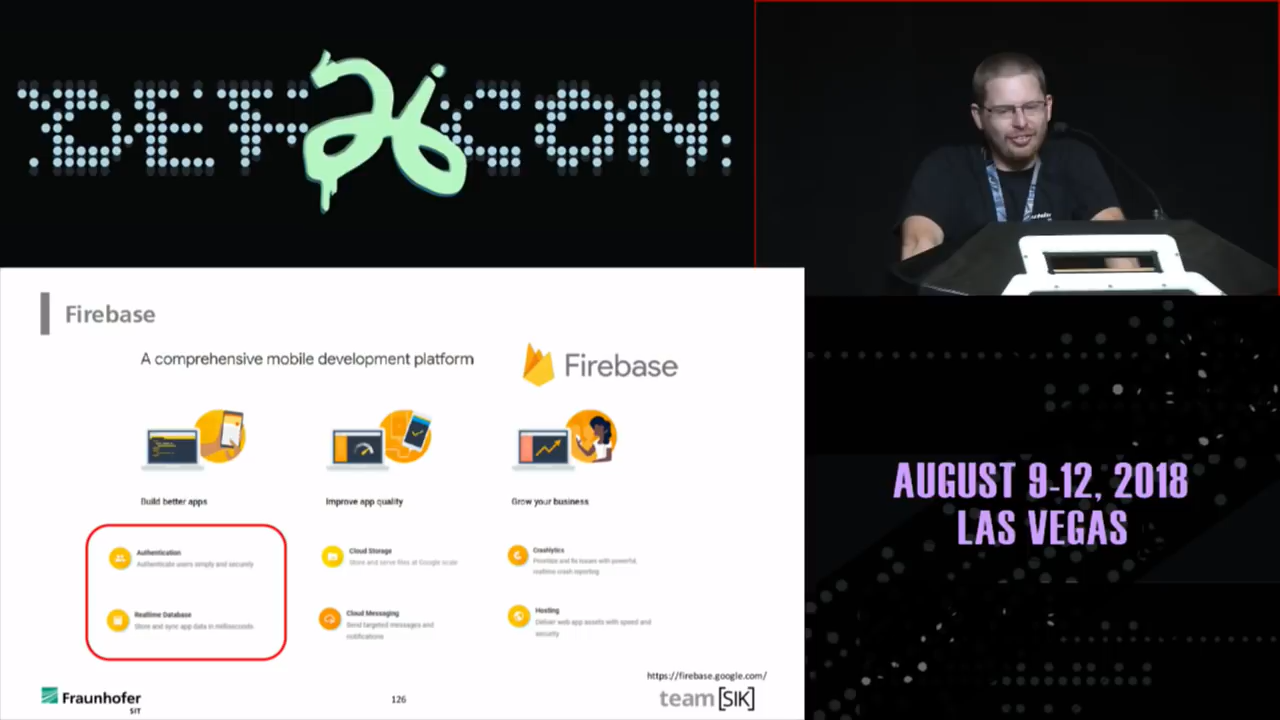 DEF CON
26
Firebase
A comprehensive mobile development platform
Firebase
Build better apps
Improve app quality
Grow your business
Authentication
Authenticate users simply and securely
Cloud Storage
Store and serve files at Google scale
Crashlytics
Prioritize and fix issues with powerful,
realtime crash reporting
Realtime Database
Store and sync app data in milliseconds
Cloud Messaging
Send targeted messages and
notifications
Hosting
Deliver web app assets with speed and
security
https://firebase.google.com/
Fraunhofer
SIT
126
team[SIK]
AUGUST 9-12, 2018
LAS VEGAS